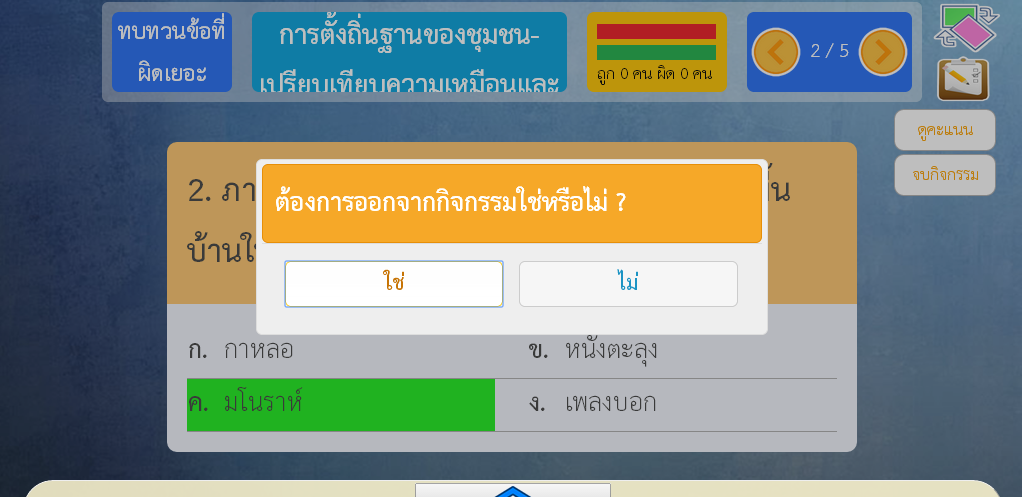 ทบทวนข้อที่
ผิดเยอะ
การตั้งถิ่นฐานของชุมชน-
เปรียบเทียบความเหมือนและ
ถูก 0 คน ผิด 0 คน
2 / 5
ดูคะแนน
จบกิจกรรม
2. ภา
บ้านใ
ต้องการออกจากกิจกรรมใช่หรือไม่ ?
ใช่
ไม่
ก. กาหลอ
ข. หนังตะลุง
ค. มโนราห์
ง. เพลงบอก